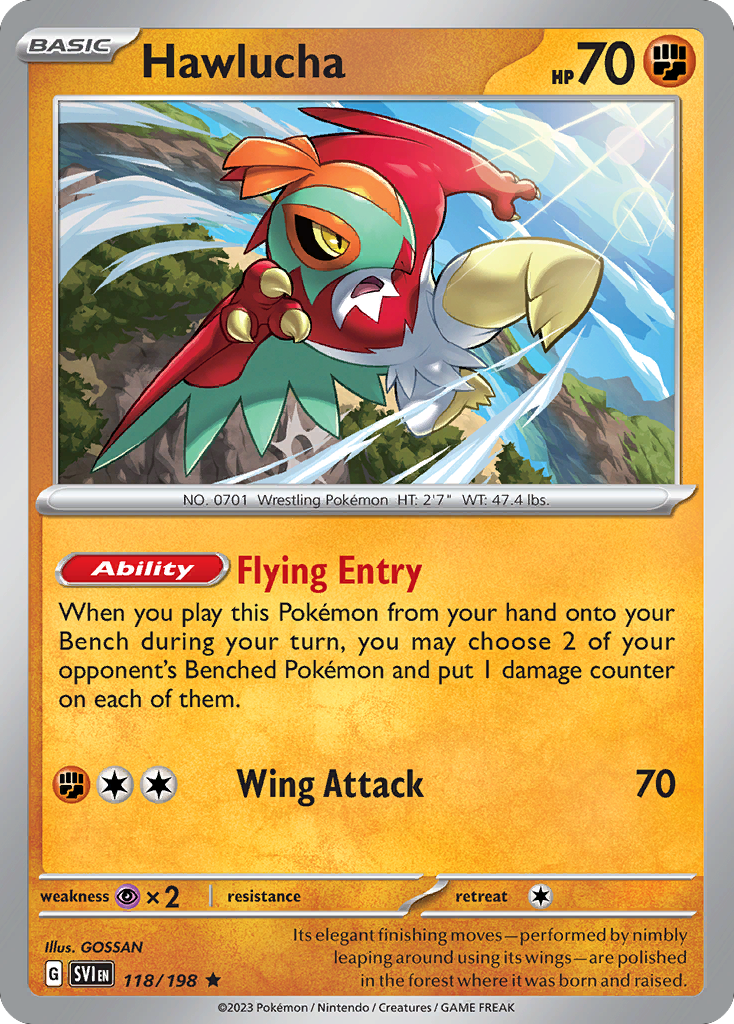 BASIC
Hawlucha
HP 70
NO. 0701 Wrestling Pokémon HT: 2'7" WT: 47.4 lbs.
Ability Flying Entry
When you play this Pokémon from your hand onto your
Bench during your turn, you may choose 2 of your
opponent's Benched Pokémon and put 1 damage counter
on each of them.
Wing Attack 70
weakness ×2 resistance retreat
Illus. GOSSAN
Its elegant finishing moves—performed by nimbly
leaping around using its wings—are polished
in the forest where it was born and raised.
G SVI EN 118/198 ★
©2023 Pokémon / Nintendo / Creatures / GAME FREAK